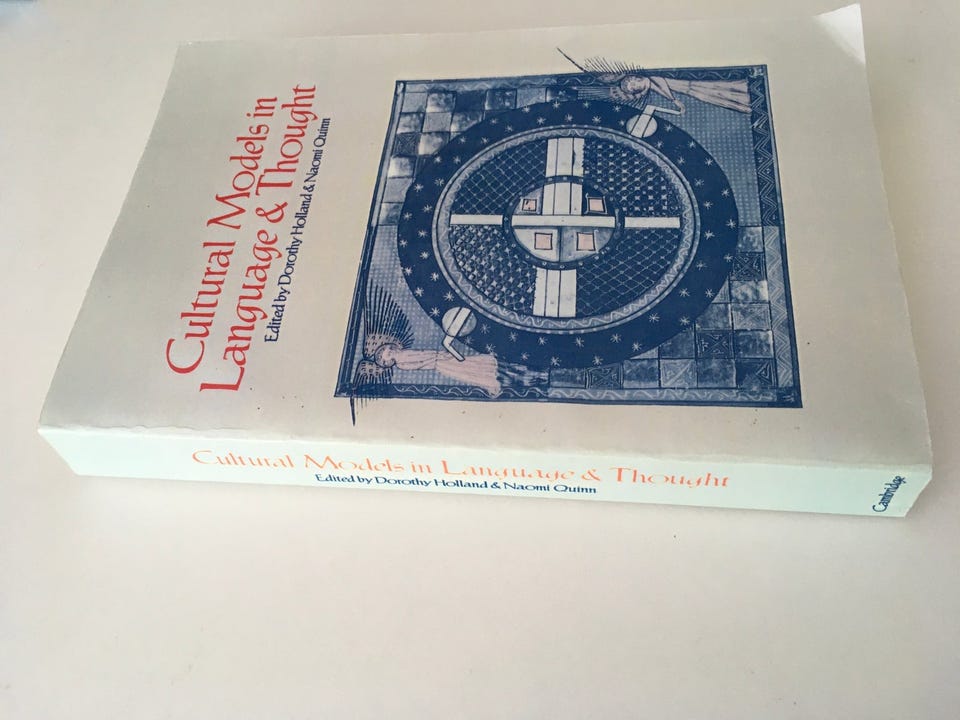 Cultural Models in
Language & Thought
Edited by Dorothy Holland & Naomi Quinn
Cultural Models in Language & Thought
Edited by Dorothy Holland & Naomi Quinn
Cambridge